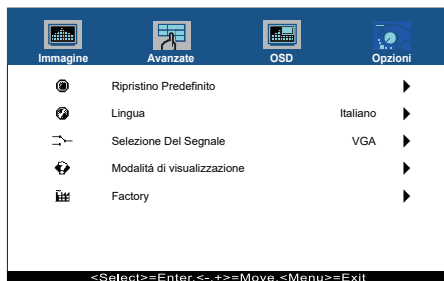 Immagine Avanzate OSD Opzioni
Ripristino Predefinito
Lingua Italiano
Selezione Del Segnale VGA
Modalitá di visualizzazione
Factory
<Select>=Enter,<-,+>=Move,<Menu>=Exit